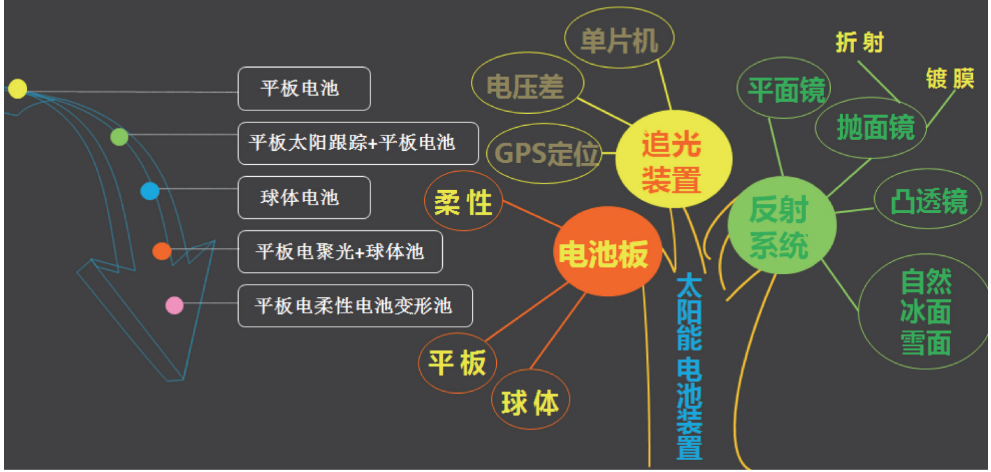 平板电池
平板太阳跟踪+平板电池
球体电池
平板电聚光+球体池
平板电柔性电池变形池
单片机
电压差
GPS定位
追光
装置
柔性
电池板
平板
球体
太阳能 电池装置
折射
镀膜
平面镜
抛面镜
反射
系统
凸透镜
自然
冰面
雪面